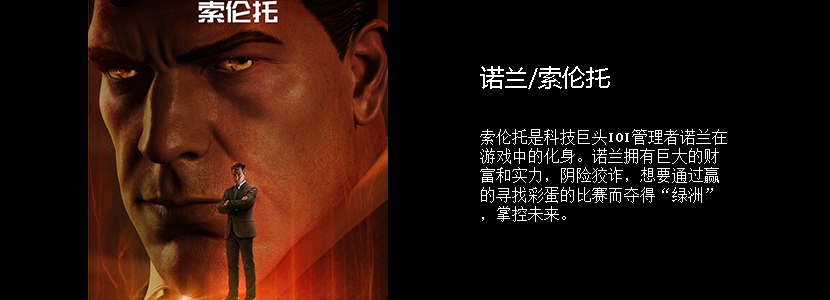 索伦托
诺兰/索伦托
索伦托是科技巨头IOI管理者诺兰在
游戏中的化身。诺兰拥有巨大的财
富和实力，阴险狡诈，想要通过赢
的寻找彩蛋的比赛而夺得“绿洲”
，掌控未来。